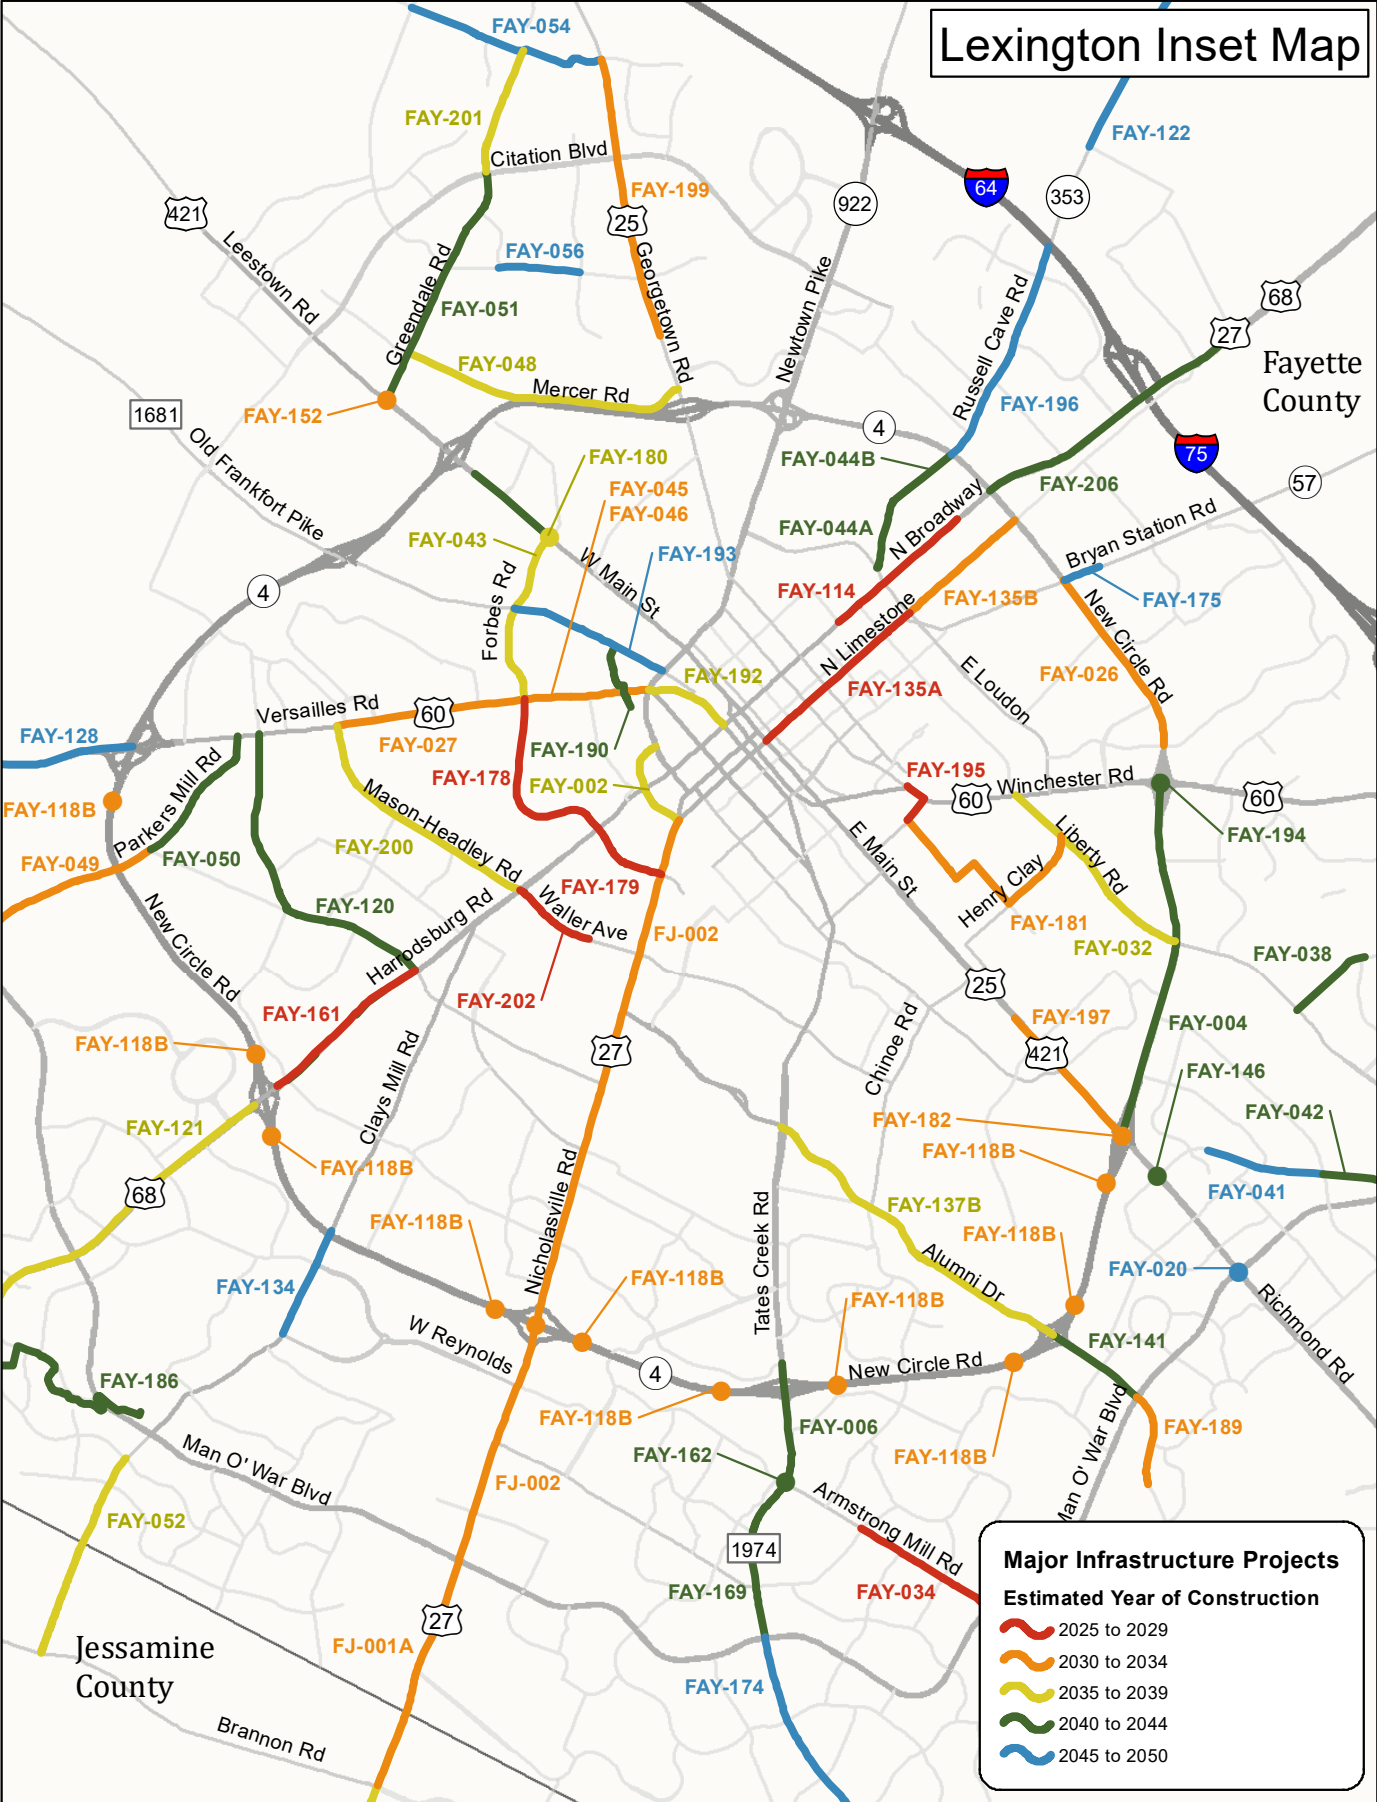 Lexington Inset Map
FAY-054
FAY-201
FAY-122
Citation Blvd
FAY-199
64
353
922
421
25
FAY-056
Leestown Rd
Greendale Rd
Georgetown Rd
Newtown Pike
Russell Cave Rd
68
27
FAY-051
Fayette
County
FAY-048
Mercer Rd
FAY-152
1681
FAY-196
4
Old Frankfort Pike
FAY-180
FAY-044B
75
FAY-045
FAY-046
FAY-206
57
N Broadway
FAY-044A
Bryan Station Rd
FAY-043
FAY-193
W Main St
4
Forbes Rd
FAY-114
FAY-135B
FAY-175
New Circle Rd
N Limestone
FAY-192
FAY-026
E Loudon
FAY-135A
Versailles Rd
60
FAY-128
FAY-027
FAY-190
FAY-178
FAY-002
FAY-195
Winchester Rd
60
60
FAY-118B
Parkers Mill Rd
Mason-Headley Rd
FAY-194
FAY-049
FAY-050
FAY-200
E Main St
Liberty Rd
Henry Clay
FAY-179
FAY-120
Waller Ave
FAY-181
New Circle Rd
Harrodsburg Rd
FJ-002
FAY-032
FAY-038
FAY-202
25
FAY-161
FAY-197
FAY-004
FAY-118B
27
Chinoe Rd
421
FAY-146
Clays Mill Rd
FAY-042
FAY-121
FAY-182
FAY-118B
FAY-118B
68
FAY-041
FAY-137B
FAY-118B
Nicholasville Rd
Tates Creek Rd
FAY-118B
Alumni Dr
FAY-020
FAY-134
FAY-118B
FAY-118B
Richmond Rd
W Reynolds
FAY-141
4
New Circle Rd
FAY-186
FAY-118B
FAY-006
FAY-189
Man O' War Blvd
Man O' War Blvd
FAY-162
FAY-118B
FJ-002
Armstrong Mill Rd
FAY-052
1974
FAY-169
FAY-034
27
Jessamine
County
FJ-001A
FAY-174
Brannon Rd
Major Infrastructure Projects
Estimated Year of Construction
2025 to 2029
2030 to 2034
2035 to 2039
2040 to 2044
2045 to 2050